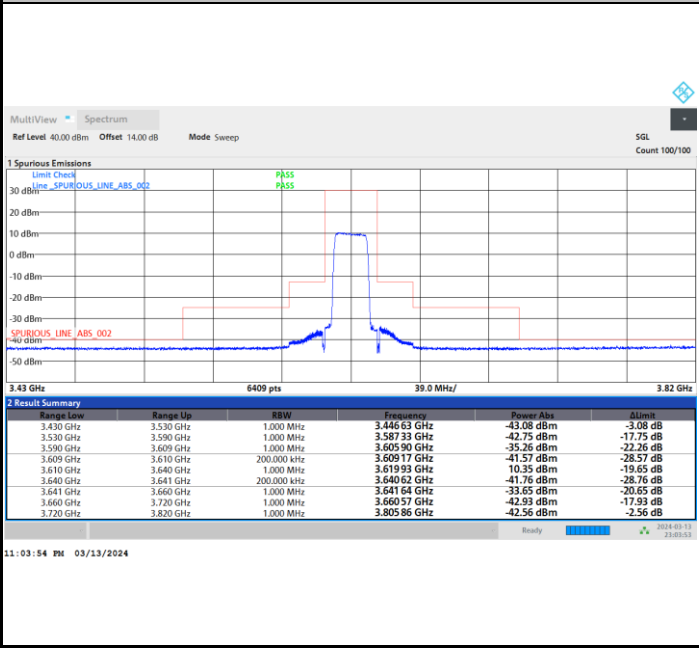 MultiView Spectrum
Ref Level 40.00 dBm Offset 14.00 dB Mode Sweep SGL
Count 100/100
1 Spurious Emissions
Limit Check PASS
Line _SPURIOUS_LINE_ABS_002 PASS
30 dBm
20 dBm
10 dBm
0 dBm
-10 dBm
-20 dBm
-30 dBm
SPURIOUS_LINE_ABS_002
-40 dBm
-50 dBm
3.43 GHz 6409 pts 39.0 MHz/ 3.82 GHz
2 Result Summary
Range Low Range Up RBW Frequency Power Abs ΔLimit
3.430 GHz 3.530 GHz 1.000 MHz 3.446 63 GHz -43.08 dBm -3.08 dB
3.530 GHz 3.590 GHz 1.000 MHz 3.587 33 GHz -42.75 dBm -17.75 dB
3.590 GHz 3.609 GHz 1.000 MHz 3.605 90 GHz -35.26 dBm -22.26 dB
3.609 GHz 3.610 GHz 200.000 kHz 3.609 17 GHz -41.57 dBm -28.57 dB
3.610 GHz 3.640 GHz 1.000 MHz 3.619 93 GHz 10.35 dBm -19.65 dB
3.640 GHz 3.641 GHz 200.000 kHz 3.640 62 GHz -41.76 dBm -28.76 dB
3.641 GHz 3.660 GHz 1.000 MHz 3.641 64 GHz -33.65 dBm -20.65 dB
3.660 GHz 3.720 GHz 1.000 MHz 3.660 57 GHz -42.93 dBm -17.93 dB
3.720 GHz 3.820 GHz 1.000 MHz 3.805 86 GHz -42.56 dBm -2.56 dB
Ready 2024-03-13
23:03:53
11:03:54 PM 03/13/2024